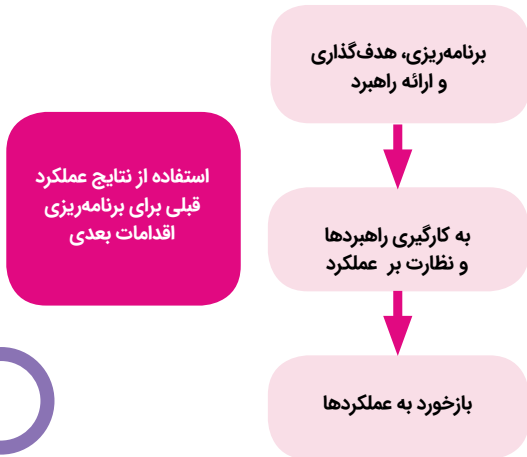 برنامه‌ریزی، هدف‌گذاری
و ارائه راهبرد
استفاده از نتایج عملکرد
قبلی برای برنامه‌ریزی
اقدامات بعدی
به کارگیری راهبردها
و نظارت بر عملکرد
بازخورد به عملکردها